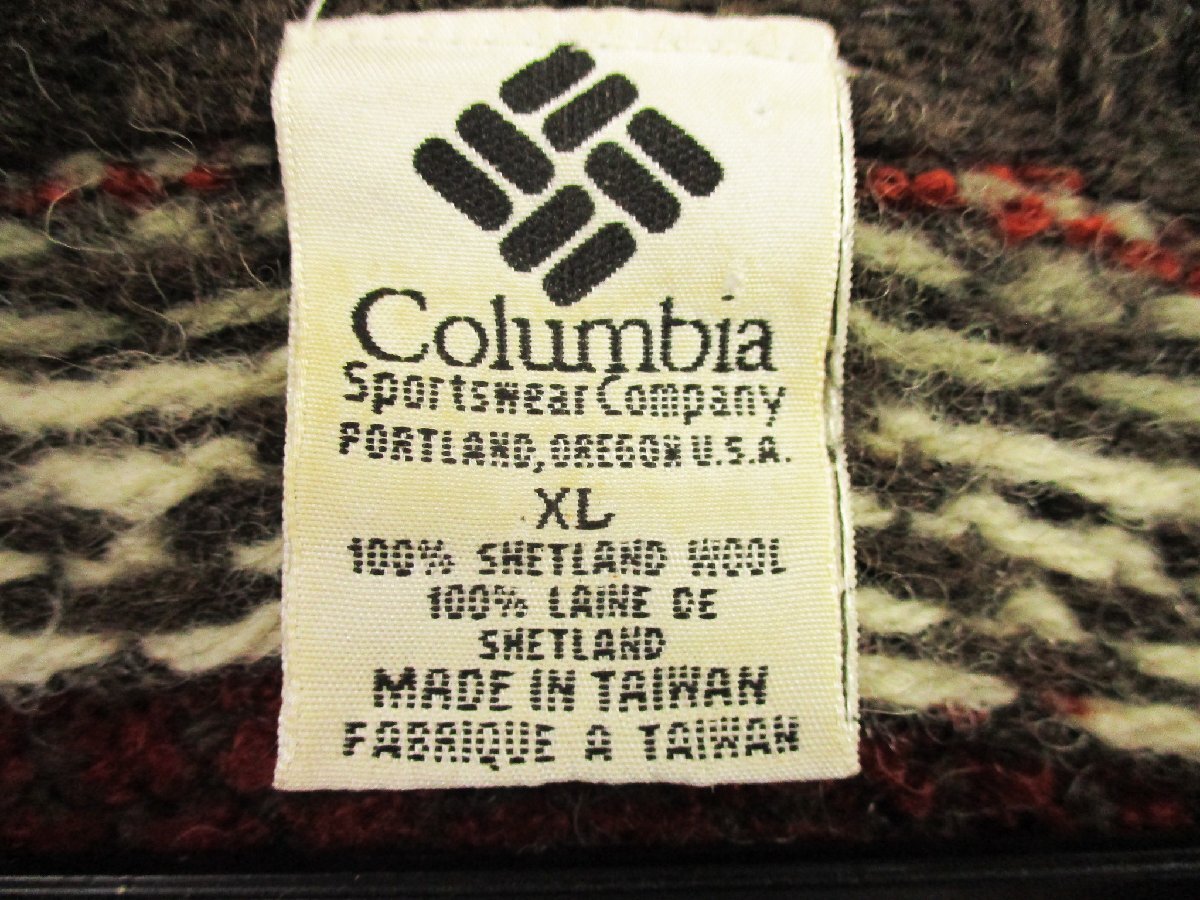 Columbia
Sportswear Company
PORTLAND, OREGON U.S.A.
XL
100% SHETLAND WOOL
100% LAINE DE
SHETLAND
MADE IN TAIWAN
FABRIQUE A TAIWAN